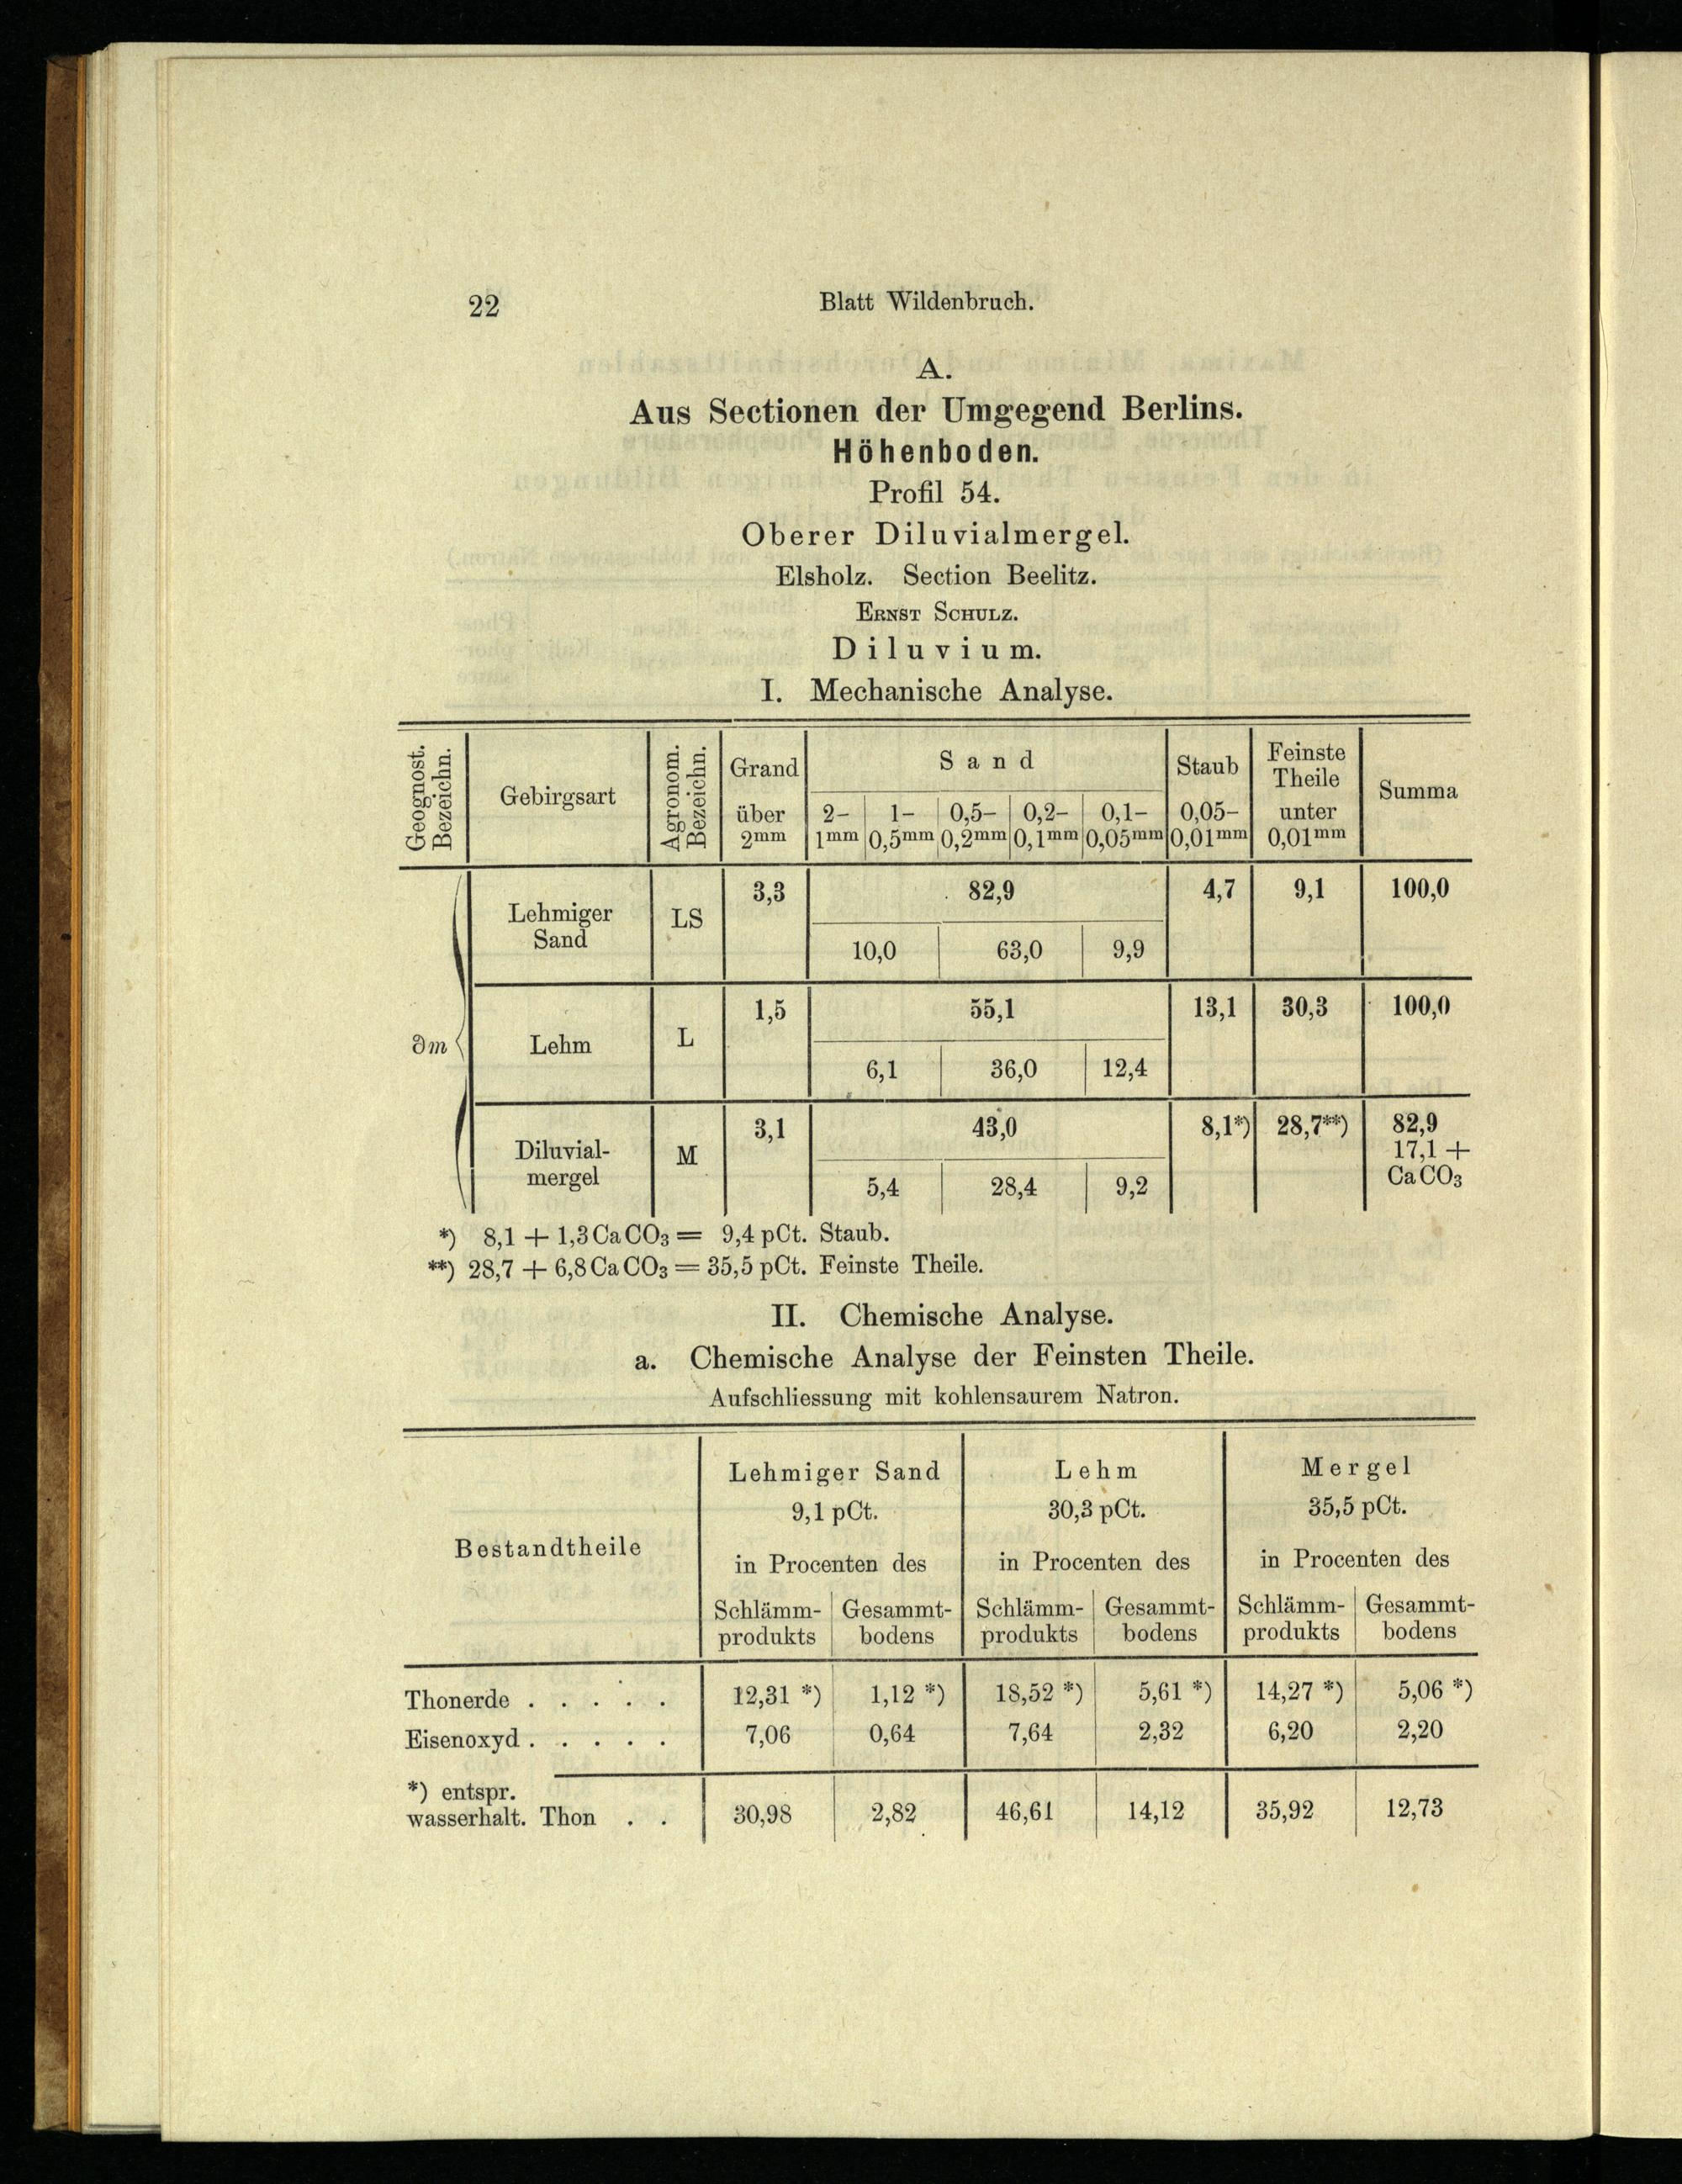 22 Blatt Wildenbruch.
A.
Aus Sectionen der Umgegend Berlins.
Höhenboden.
Profil 54.
Oberer Diluvialmergel.
Elsholz. Section Beelitz.
Ernst Schulz.
Diluvium.
I. Mechanische Analyse.
Geognost. Bezeichn. Gebirgsart Agronom. Bezeichn. Grand Sand Staub Feinste Theile Summa
über 2mm 2-1mm 1-0,5mm 0,5-0,2mm 0,2-0,1mm 0,1-0,05mm 0,05-0,01mm unter 0,01mm
Lehmiger Sand LS 3,3 82,9 4,7 9,1 100,0
10,0 63,0 9,9
∂m Lehm L 1,5 55,1 13,1 30,3 100,0
6,1 36,0 12,4
Diluvial-mergel M 3,1 43,0 8,1*) 28,7**) 82,9 17,1 + CaCO3
5,4 28,4 9,2
*) 8,1 + 1,3 CaCO3 = 9,4 pCt. Staub.
**) 28,7 + 6,8 CaCO3 = 35,5 pCt. Feinste Theile.
II. Chemische Analyse.
a. Chemische Analyse der Feinsten Theile.
Aufschliessung mit kohlensaurem Natron.
Bestandtheile
Lehmiger Sand Lehm Mergel
9,1 pCt. 30,3 pCt. 35,5 pCt.
in Procenten des in Procenten des in Procenten des
Schlämm- Gesammt- Schlämm- Gesammt- Schlämm- Gesammt-
produkts bodens produkts bodens produkts bodens
Thonerde . . . . . 12,31 *) 1,12 *) 18,52 *) 5,61 *) 14,27 *) 5,06 *)
Eisenoxyd . . . . . 7,06 0,64 7,64 2,32 6,20 2,20
*) entspr.
wasserhalt. Thon . . 30,98 2,82 46,61 14,12 35,92 12,73